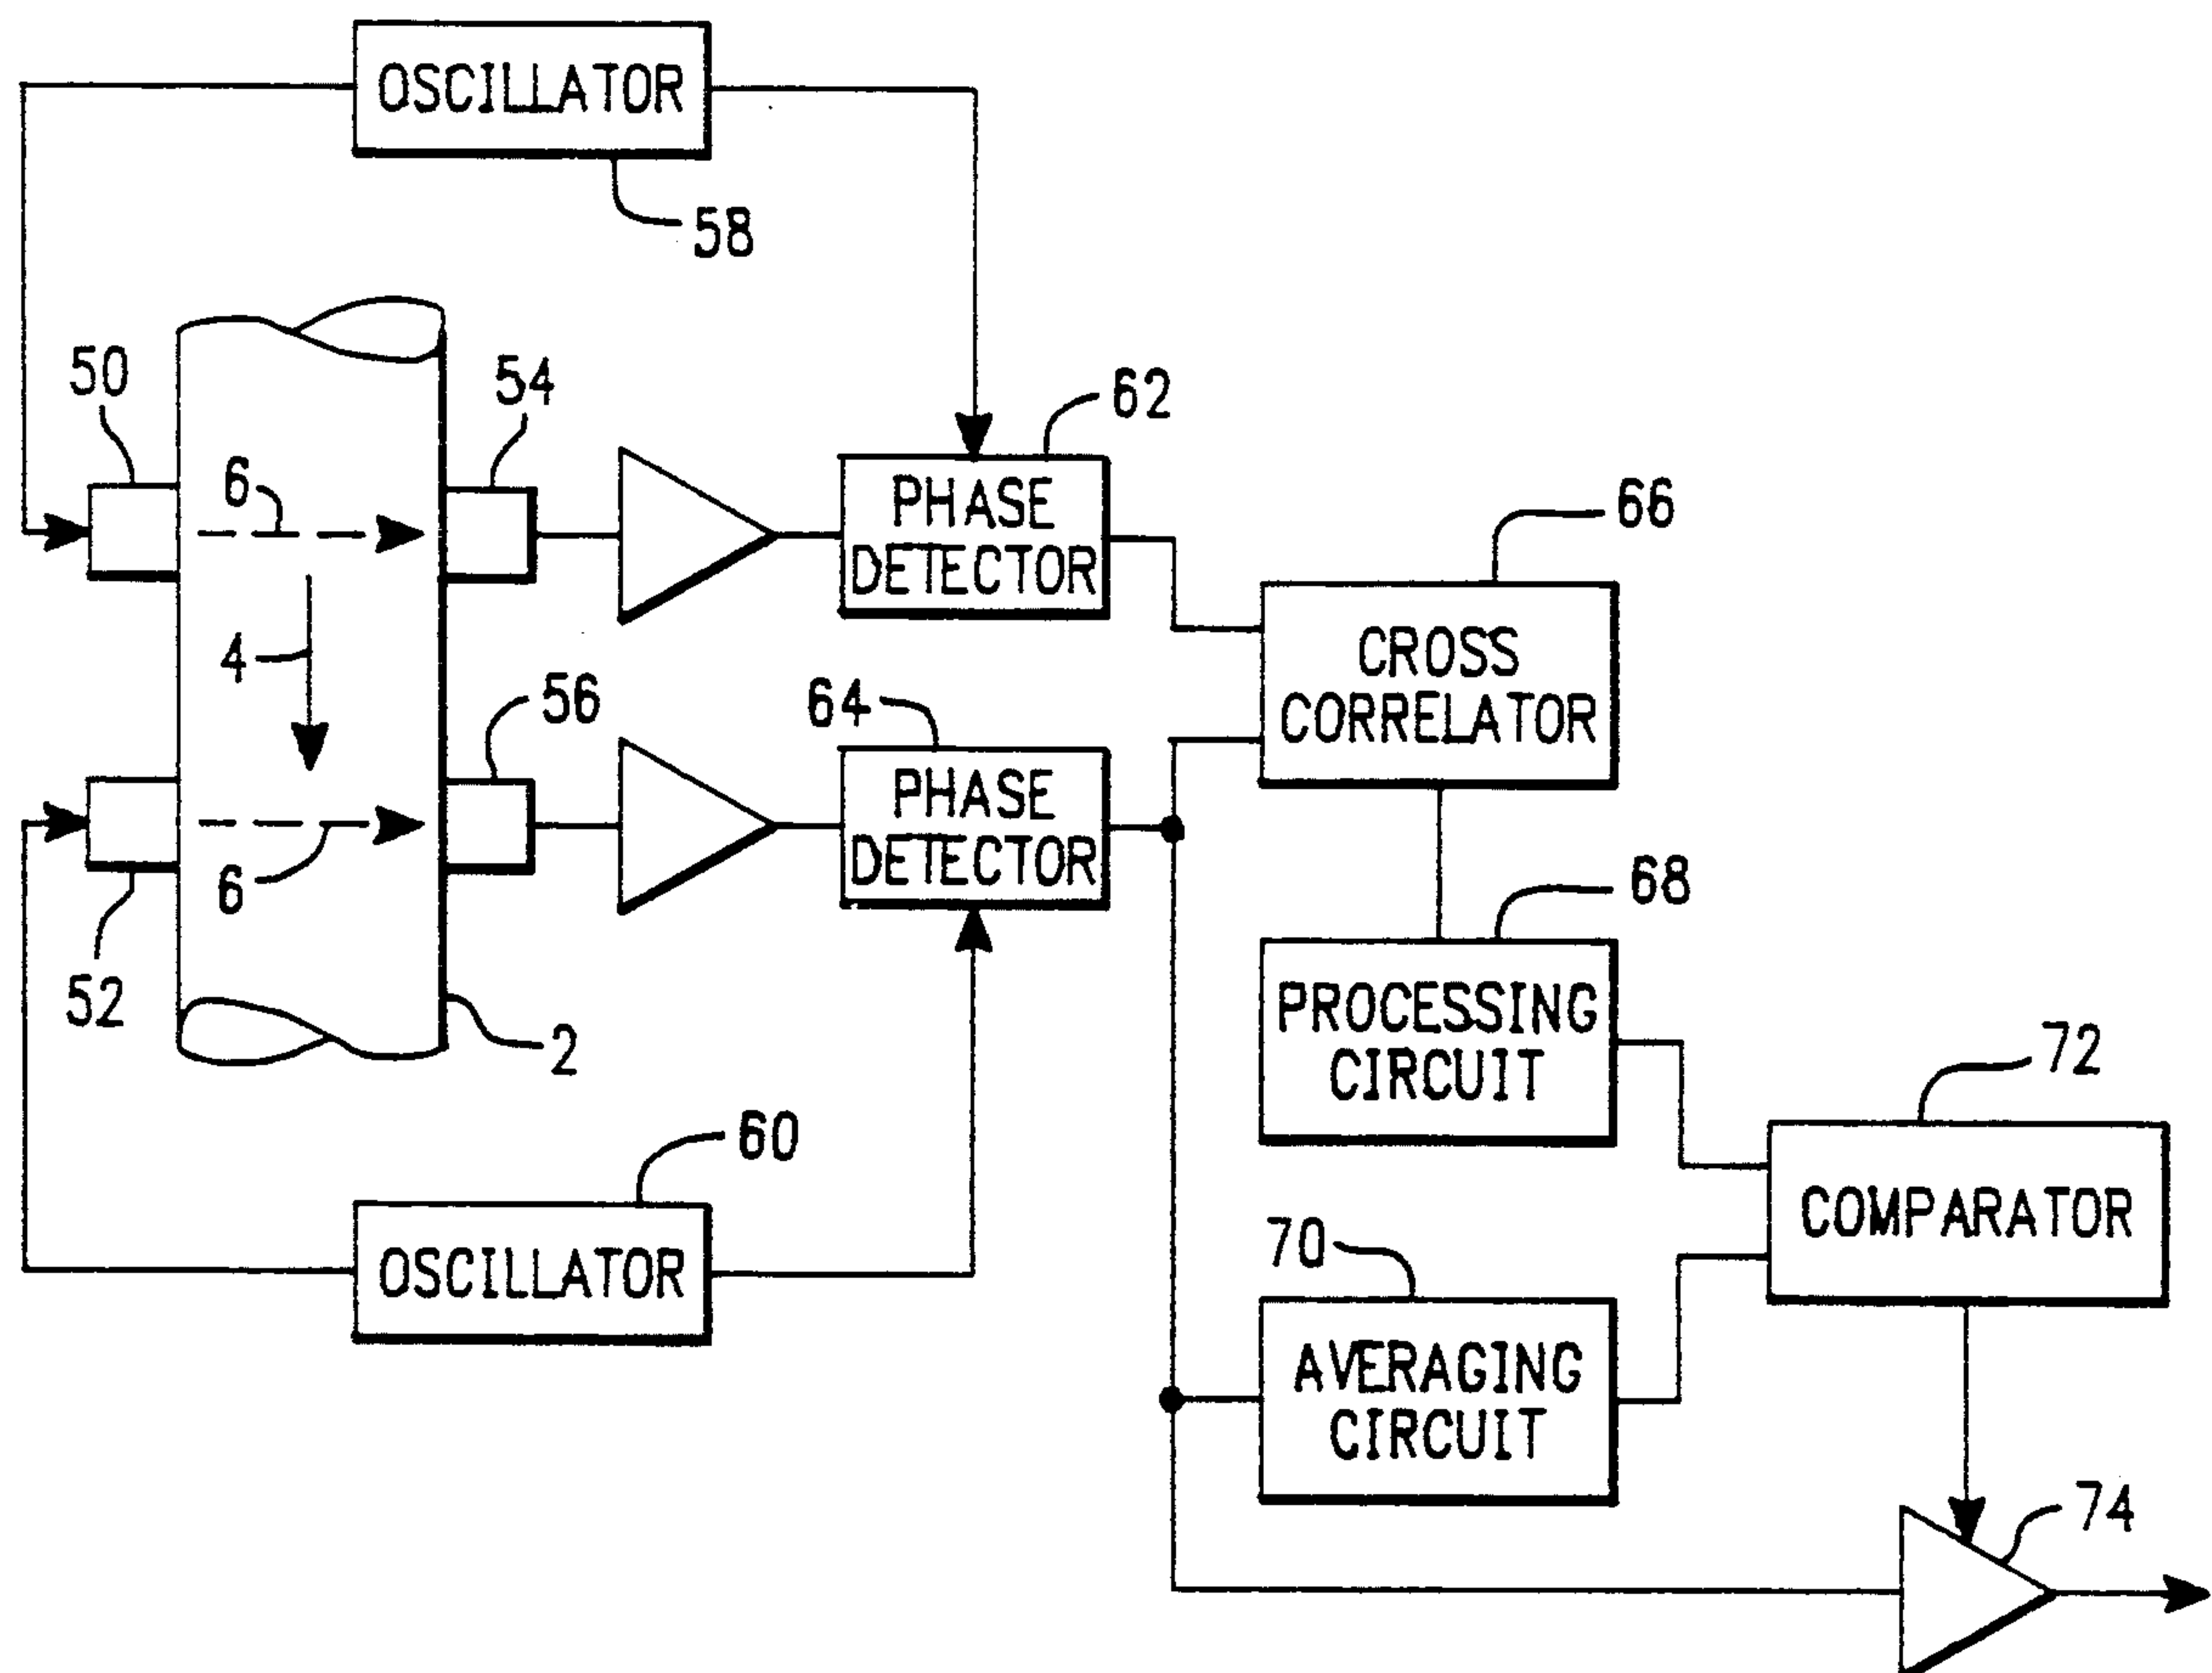 OSCILLATOR
58
50
6
54
62
PHASE
DETECTOR
66
4
CROSS
CORRELATOR
56
64
PHASE
DETECTOR
6
52
2
68
PROCESSING
CIRCUIT
72
60
OSCILLATOR
COMPARATOR
70
AVERAGING
CIRCUIT
74